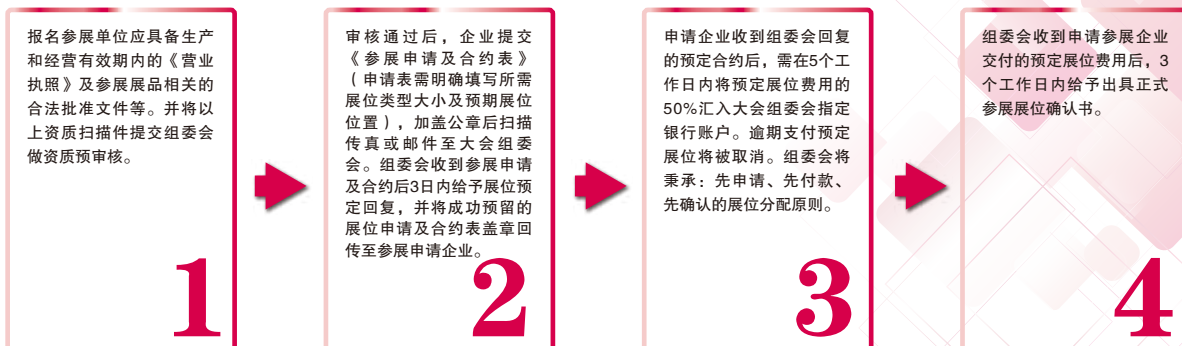 报名参展单位应具备生产
和经营有效期内的《营业
执照》及参展展品相关的
合法批准文件等。并将以
上资质扫描件提交组委会
做资质预审核。
1
审核通过后，企业提交
《参展申请及合约表》
（申请表需明确填写所需
展位类型大小及预期展位
位置），加盖公章后扫描
传真或邮件至大会组委
会。组委会收到参展申请
及合约后3日内给予展位预
定回复，并将成功预留的
展位申请及合约表盖章回
传至参展申请企业。
2
申请企业收到组委会回复
的预定合约后，需在5个工
作日内将预定展位费用的
50%汇入大会组委会指定
银行账户。逾期支付预定
展位将被取消。组委会将
秉承：先申请、先付款、
先确认的展位分配原则。
3
组委会收到申请参展企业
交付的预定展位费用后，3
个工作日内给予出具正式
参展展位确认书。
4